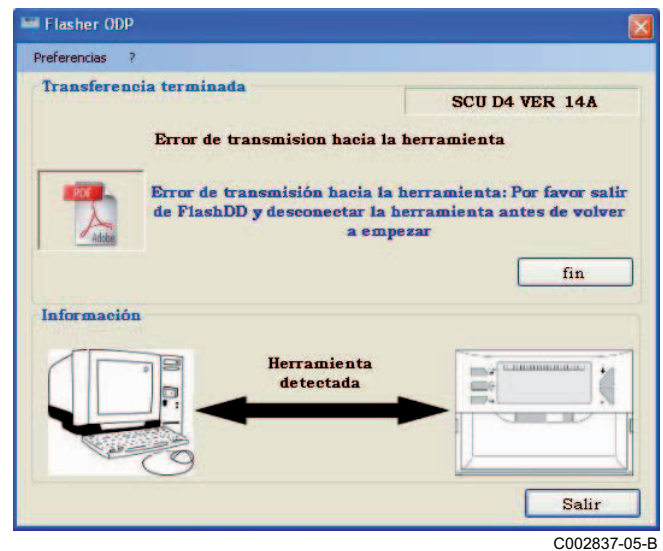 Flasher ODP
Preferencias ?
Transferencia terminada
SCU D4 VER 14A
Error de transmision hacia la herramienta
PDF
Adobe
Error de transmisión hacia la herramienta: Por favor salir
de FlashDD y desconectar la herramienta antes de volver
a empezar
fin
Información
Herramienta
detectada
Salir
C002837-05-B